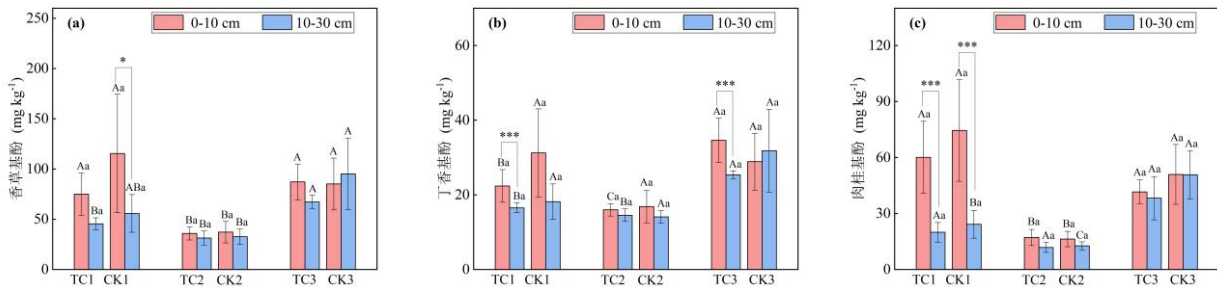 (a)
0-10 cm
10-30 cm
香草基酚 (mg kg⁻¹)
250
200
150
100
50
0
Aa
Ba
*
Aa
ABa
Ba
Ba
Ba
Ba
A
A
A
A
TC1
CK1
TC2
CK2
TC3
CK3
(b)
0-10 cm
10-30 cm
丁香基酚 (mg kg⁻¹)
60
40
20
0
***
Ba
Ba
Aa
Aa
Ca
Ba
Aa
Aa
***
Aa
Aa
Aa
Aa
TC1
CK1
TC2
CK2
TC3
CK3
(c)
0-10 cm
10-30 cm
肉桂基酚 (mg kg⁻¹)
120
90
60
30
0
***
Aa
Aa
***
Aa
Ba
Ba
Aa
Ba
Ca
Aa
Aa
Aa
Aa
TC1
CK1
TC2
CK2
TC3
CK3